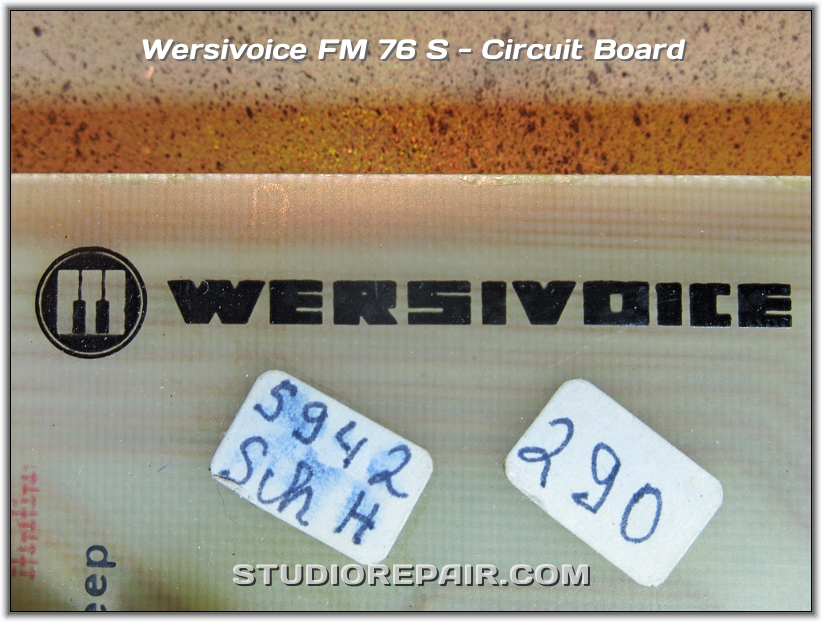 Wersivoice FM 76 S - Circuit Board
WERSIVOICE
5942
Sch H
290
eep
STUDIOREPAIR.COM